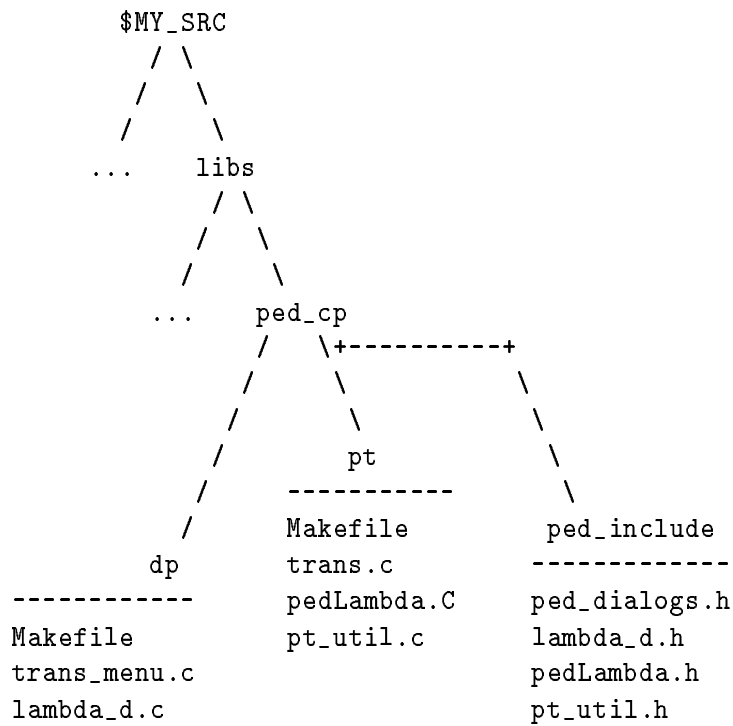 $MY_SRC
/ \
/ \
/ \
... libs
/ \
/ \
/ \
... ped_cp
/ \+----------+
/ \ \
/ \ \
/ pt \
/ ----------- \
/ Makefile ped_include
dp trans.c -------------
------------ pedLambda.C ped_dialogs.h
Makefile pt_util.c lambda_d.h
trans_menu.c pedLambda.h
lambda_d.c pt_util.h